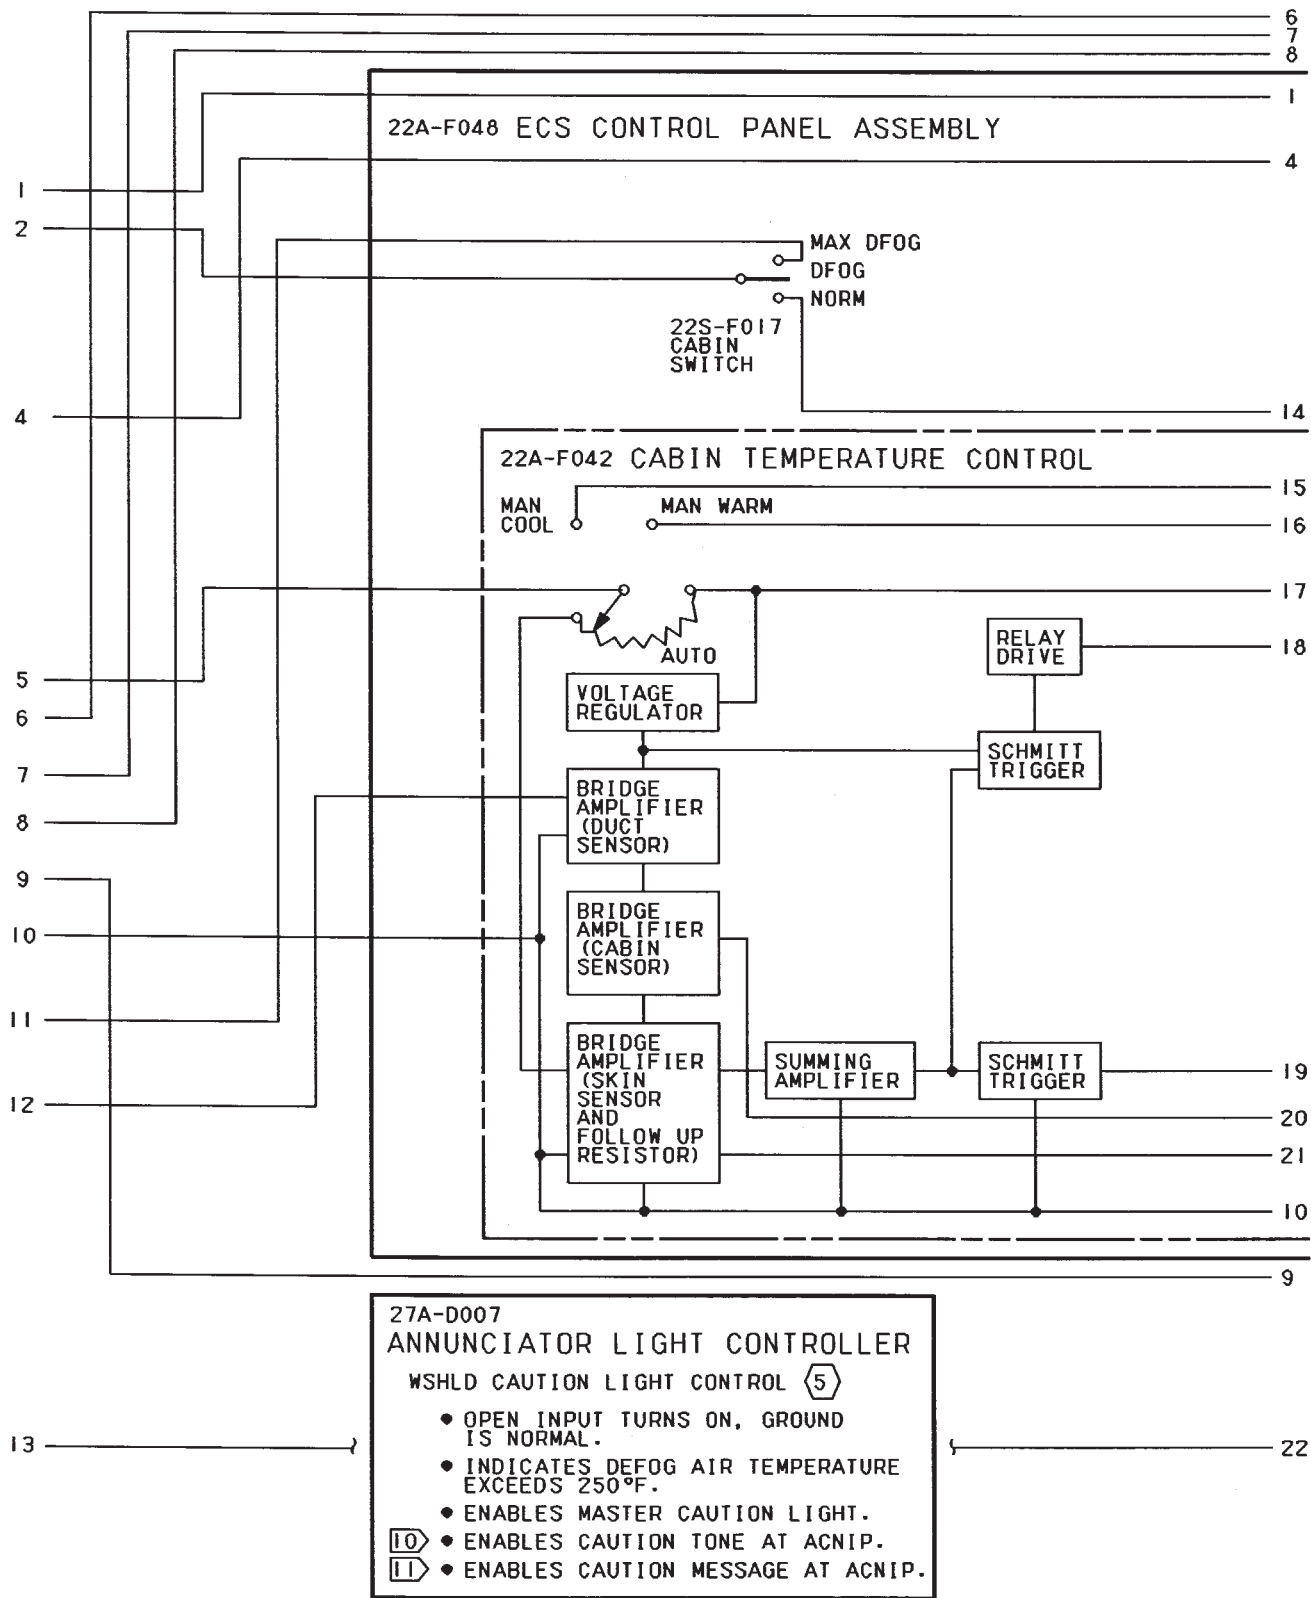 6
7
8
1
22A-F048 ECS CONTROL PANEL ASSEMBLY
4
1
2
MAX DFOG
DFOG
NORM
22S-F017
CABIN
SWITCH
4
14
22A-F042 CABIN TEMPERATURE CONTROL
15
MAN
COOL
MAN WARM
16
17
AUTO
RELAY
DRIVE
18
5
6
VOLTAGE
REGULATOR
SCHMITT
TRIGGER
7
8
BRIDGE
AMPLIFIER
(DUCT
SENSOR)
9
10
BRIDGE
AMPLIFIER
(CABIN
SENSOR)
11
12
BRIDGE
AMPLIFIER
(SKIN
SENSOR
AND
FOLLOW UP
RESISTOR)
SUMMING
AMPLIFIER
SCHMITT
TRIGGER
19
20
21
10
9
27A-D007
ANNUNCIATOR LIGHT CONTROLLER
WSHLD CAUTION LIGHT CONTROL 5
• OPEN INPUT TURNS ON, GROUND
IS NORMAL.
• INDICATES DEFOG AIR TEMPERATURE
EXCEEDS 250°F.
• ENABLES MASTER CAUTION LIGHT.
10 • ENABLES CAUTION TONE AT ACNIP.
11 • ENABLES CAUTION MESSAGE AT ACNIP.
13
22